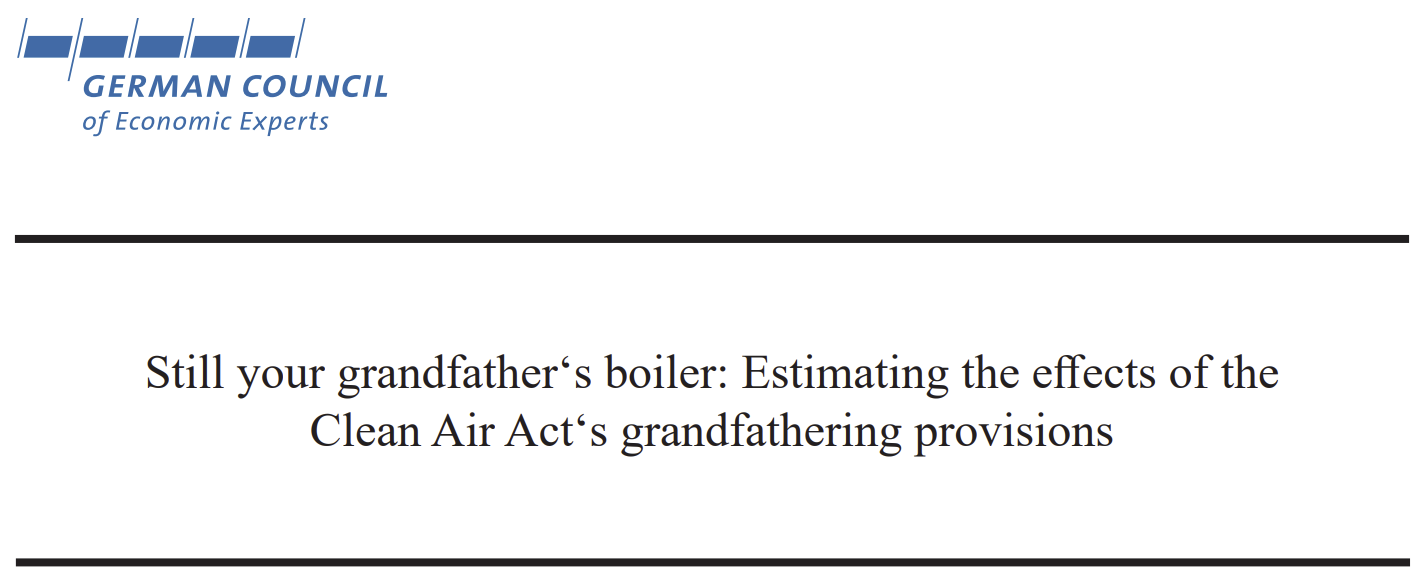 GERMAN COUNCIL
of Economic Experts
Still your grandfather‘s boiler: Estimating the effects of the
Clean Air Act‘s grandfathering provisions